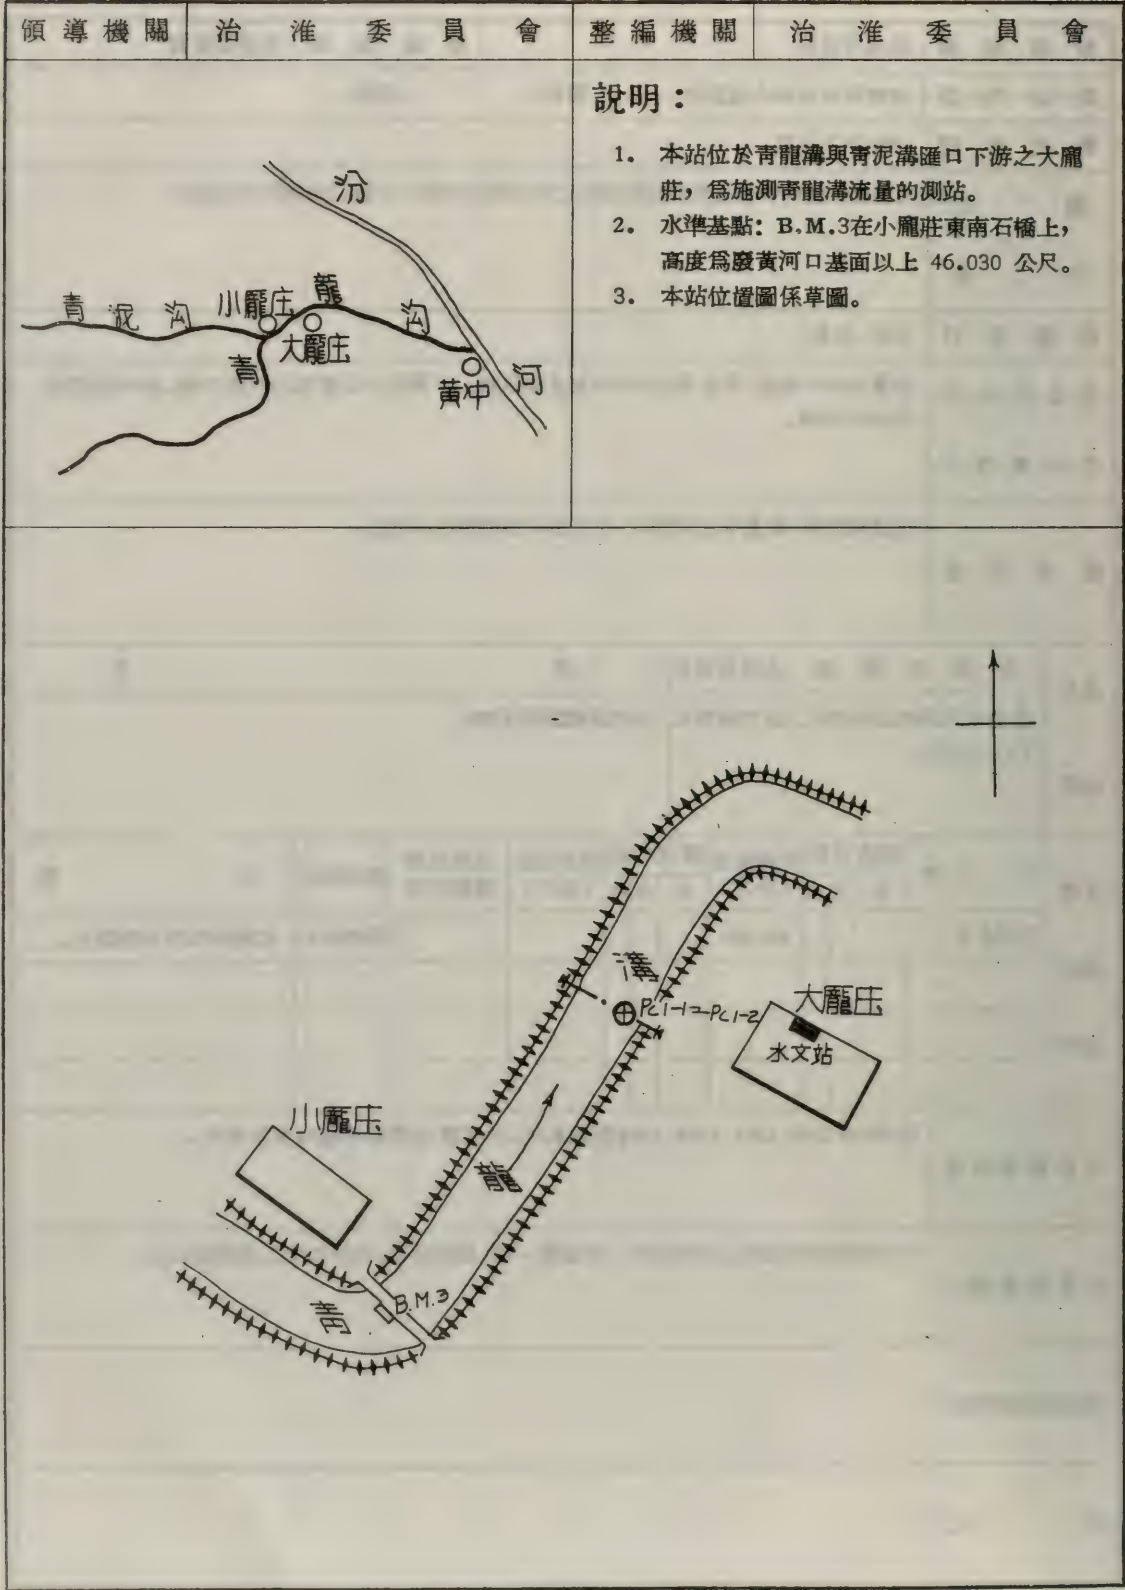 領導機關 治淮委員會 整編機關 治淮委員會
說明：
1. 本站位於青龍溝與青泥溝匯口下游之大龐
莊，爲施測青龍溝流量的測站。
2. 水準基點：B.M.3在小龐莊東南石橋上，
高度爲廢黃河口基面以上 46.030 公尺。
3. 本站位置圖係草圖。
汾
河
青泥沟
小龐庄
大龐庄
青
龍
沟
黄冲
溝
PC1-1=PC1-2
大龐庄
水文站
小龐庄
龍
青
B.M.3